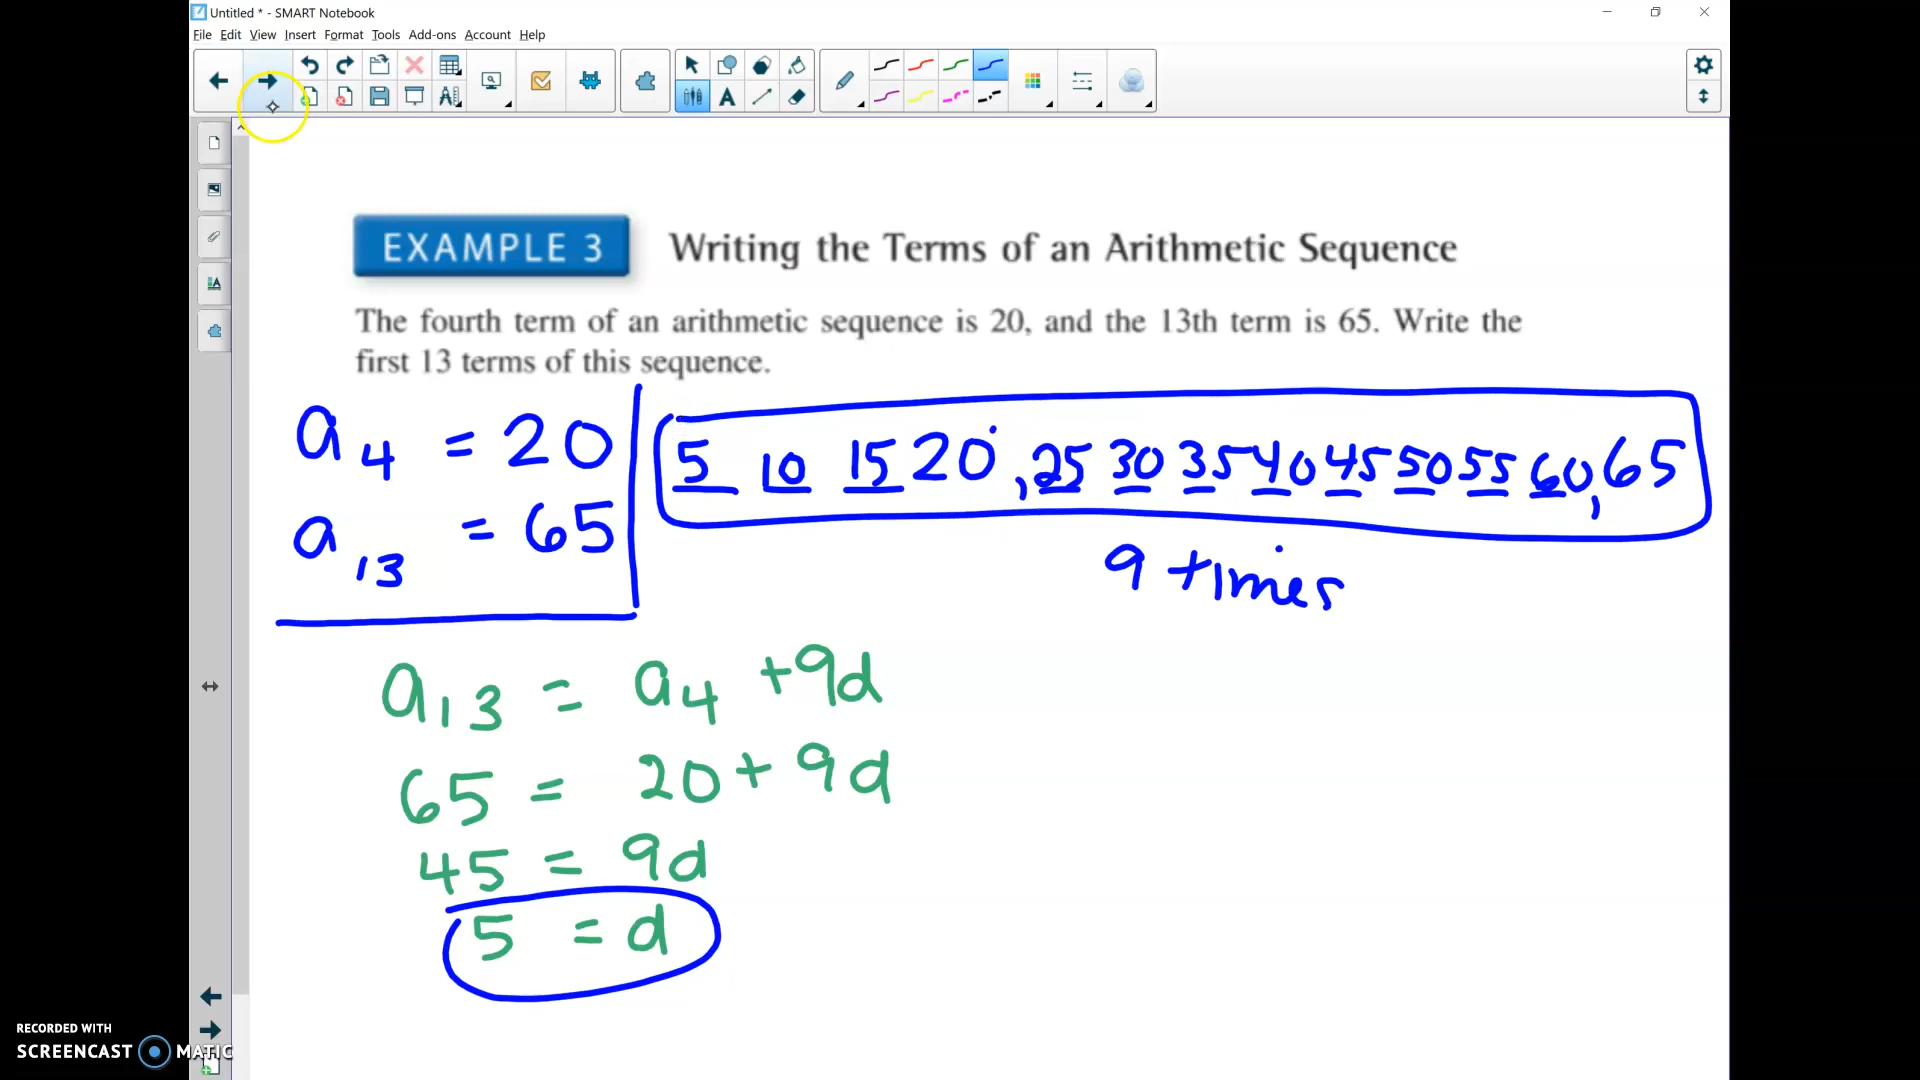 Untitled * - SMART Notebook
File Edit View Insert Format Tools Add-ons Account Help
EXAMPLE 3 Writing the Terms of an Arithmetic Sequence
The fourth term of an arithmetic sequence is 20, and the 13th term is 65. Write the
first 13 terms of this sequence.
a4 = 20
a13 = 65
5 10 15 20, 25 30 35 40 45 50 55 60, 65
9 times
a13 = a4 + 9d
65 = 20 + 9d
45 = 9d
5 = d
RECORDED WITH
SCREENCAST MATIC